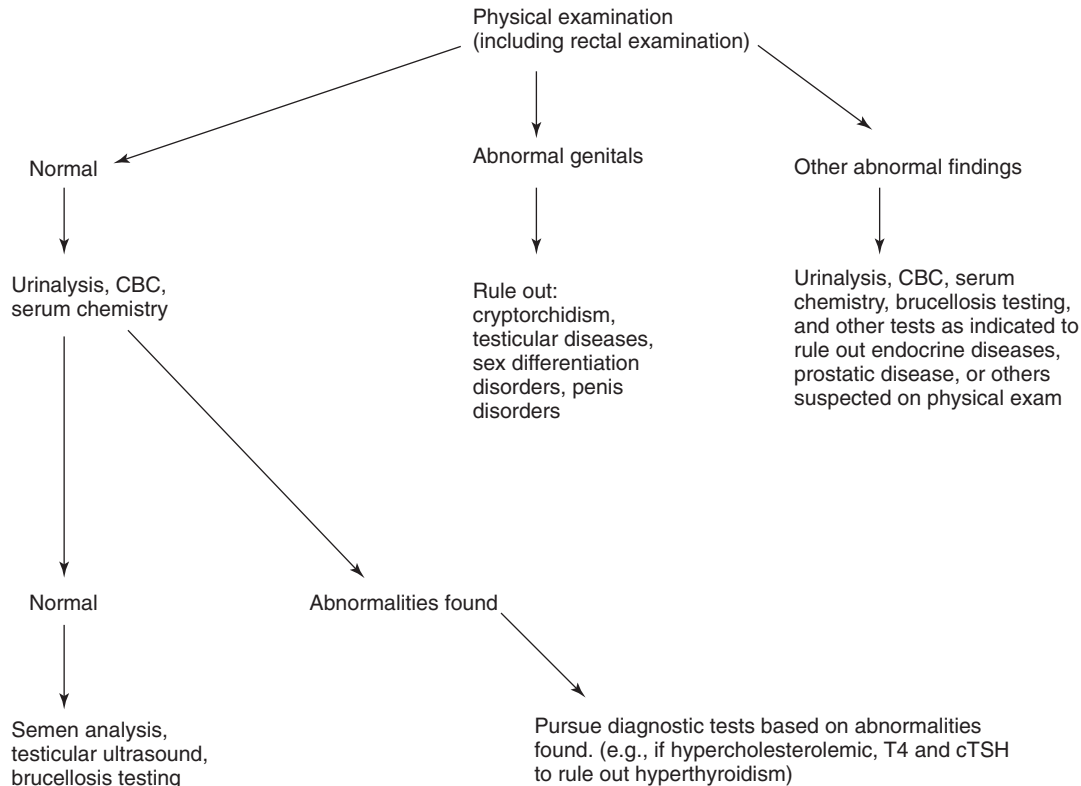 Physical examination
(including rectal examination)
Normal
Abnormal genitals
Other abnormal findings
Urinalysis, CBC,
serum chemistry
Rule out:
cryptorchidism,
testicular diseases,
sex differentiation
disorders, penis
disorders
Urinalysis, CBC, serum
chemistry, brucellosis testing,
and other tests as indicated to
rule out endocrine diseases,
prostatic disease, or others
suspected on physical exam
Normal
Abnormalities found
Semen analysis,
testicular ultrasound,
brucellosis testing
Pursue diagnostic tests based on abnormalities
found. (e.g., if hypercholesterolemic, T4 and cTSH
to rule out hyperthyroidism)